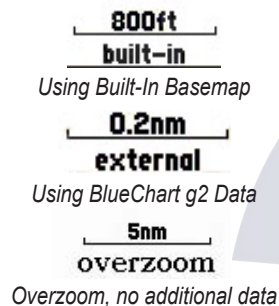 800ft
built-in
Using Built-In Basemap
0.2nm
external
Using BlueChart g2 Data
5nm
overzoom
Overzoom, no additional data